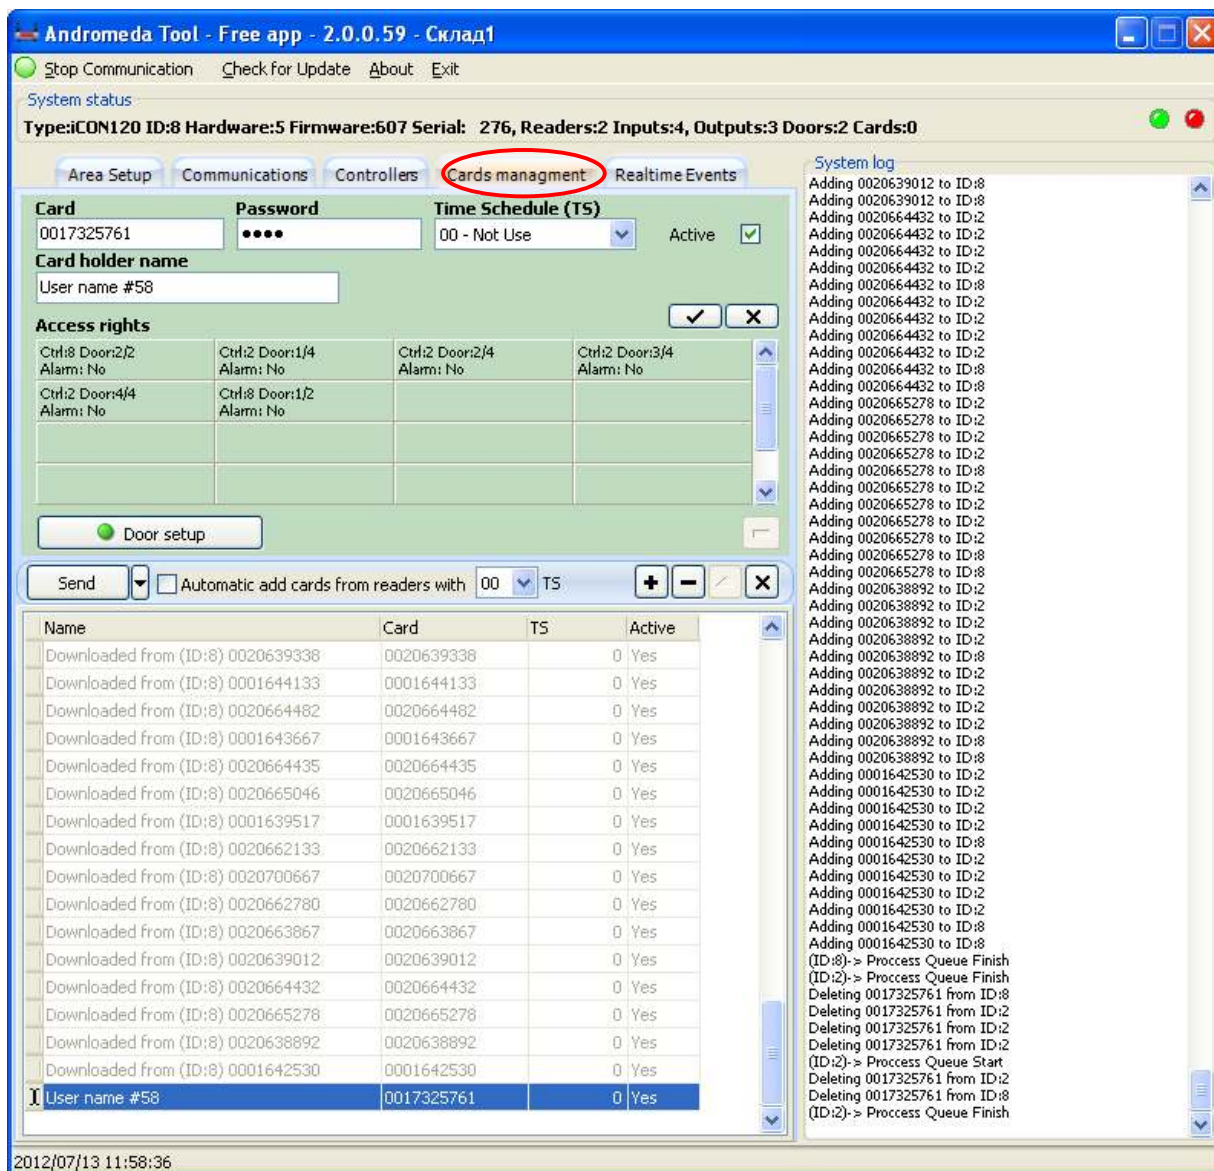 Andromeda Tool - Free app - 2.0.0.59 - Склад1
Stop Communication Check for Update About Exit
System status
Type:iCON120 ID:8 Hardware:5 Firmware:607 Serial: 276, Readers:2 Inputs:4, Outputs:3 Doors:2 Cards:0
Area Setup Communications Controllers Cards managment Realtime Events
Card Password Time Schedule (TS)
0017325761 •••• 00 - Not Use Active
Card holder name
User name #58
Access rights
Ctrl:8 Door:2/2 Ctrl:2 Door:1/4 Ctrl:2 Door:2/4 Ctrl:2 Door:3/4
Alarm: No Alarm: No Alarm: No Alarm: No
Ctrl:2 Door:4/4 Ctrl:8 Door:1/2
Alarm: No Alarm: No
Door setup
Send Automatic add cards from readers with 00 TS
Name Card TS Active
Downloaded from (ID:8) 0020639338 0020639338 0 Yes
Downloaded from (ID:8) 0001644133 0001644133 0 Yes
Downloaded from (ID:8) 0020664482 0020664482 0 Yes
Downloaded from (ID:8) 0001643667 0001643667 0 Yes
Downloaded from (ID:8) 0020664435 0020664435 0 Yes
Downloaded from (ID:8) 0020665046 0020665046 0 Yes
Downloaded from (ID:8) 0001639517 0001639517 0 Yes
Downloaded from (ID:8) 0020662133 0020662133 0 Yes
Downloaded from (ID:8) 0020700667 0020700667 0 Yes
Downloaded from (ID:8) 0020662780 0020662780 0 Yes
Downloaded from (ID:8) 0020663867 0020663867 0 Yes
Downloaded from (ID:8) 0020639012 0020639012 0 Yes
Downloaded from (ID:8) 0020664432 0020664432 0 Yes
Downloaded from (ID:8) 0020665278 0020665278 0 Yes
Downloaded from (ID:8) 0020638892 0020638892 0 Yes
Downloaded from (ID:8) 0001642530 0001642530 0 Yes
User name #58 0017325761 0 Yes
System log
Adding 0020639012 to ID:8
Adding 0020639012 to ID:8
Adding 0020664432 to ID:2
Adding 0020664432 to ID:2
Adding 0020664432 to ID:2
Adding 0020664432 to ID:2
Adding 0020664432 to ID:8
Adding 0020664432 to ID:2
Adding 0020664432 to ID:2
Adding 0020664432 to ID:2
Adding 0020664432 to ID:2
Adding 0020664432 to ID:8
Adding 0020664432 to ID:8
Adding 0020665278 to ID:2
Adding 0020665278 to ID:2
Adding 0020665278 to ID:2
Adding 0020665278 to ID:2
Adding 0020665278 to ID:8
Adding 0020665278 to ID:2
Adding 0020665278 to ID:2
Adding 0020665278 to ID:2
Adding 0020665278 to ID:2
Adding 0020665278 to ID:8
Adding 0020665278 to ID:8
Adding 0020638892 to ID:2
Adding 0020638892 to ID:2
Adding 0020638892 to ID:2
Adding 0020638892 to ID:2
Adding 0020638892 to ID:8
Adding 0020638892 to ID:2
Adding 0020638892 to ID:2
Adding 0020638892 to ID:2
Adding 0020638892 to ID:2
Adding 0020638892 to ID:8
Adding 0020638892 to ID:8
Adding 0001642530 to ID:2
Adding 0001642530 to ID:2
Adding 0001642530 to ID:2
Adding 0001642530 to ID:2
Adding 0001642530 to ID:8
Adding 0001642530 to ID:2
Adding 0001642530 to ID:2
Adding 0001642530 to ID:2
Adding 0001642530 to ID:2
Adding 0001642530 to ID:8
Adding 0001642530 to ID:8
(ID:8)-> Proccess Queue Finish
(ID:2)-> Proccess Queue Finish
Deleting 0017325761 from ID:8
Deleting 0017325761 from ID:2
Deleting 0017325761 from ID:2
Deleting 0017325761 from ID:2
(ID:2)-> Proccess Queue Start
Deleting 0017325761 from ID:2
Deleting 0017325761 from ID:8
(ID:2)-> Proccess Queue Finish
2012/07/13 11:58:36